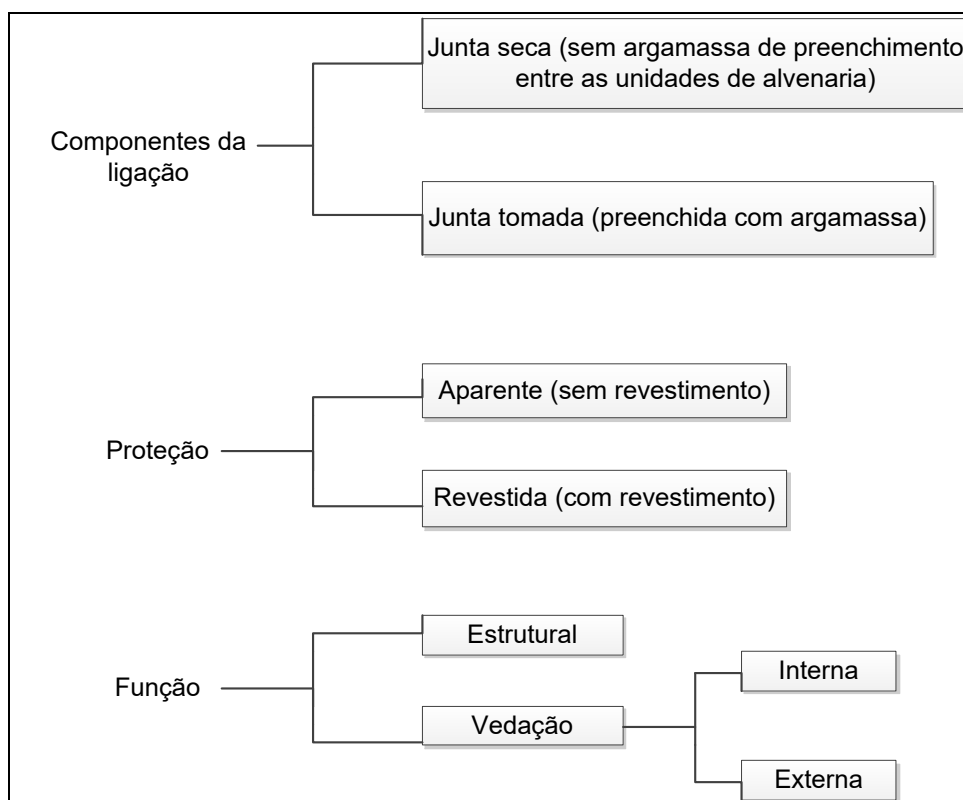 Junta seca (sem argamassa de preenchimento
entre as unidades de alvenaria)
Componentes da
ligação
Junta tomada (preenchida com argamassa)
Aparente (sem revestimento)
Proteção
Revestida (com revestimento)
Estrutural
Função
Vedação
Interna
Externa